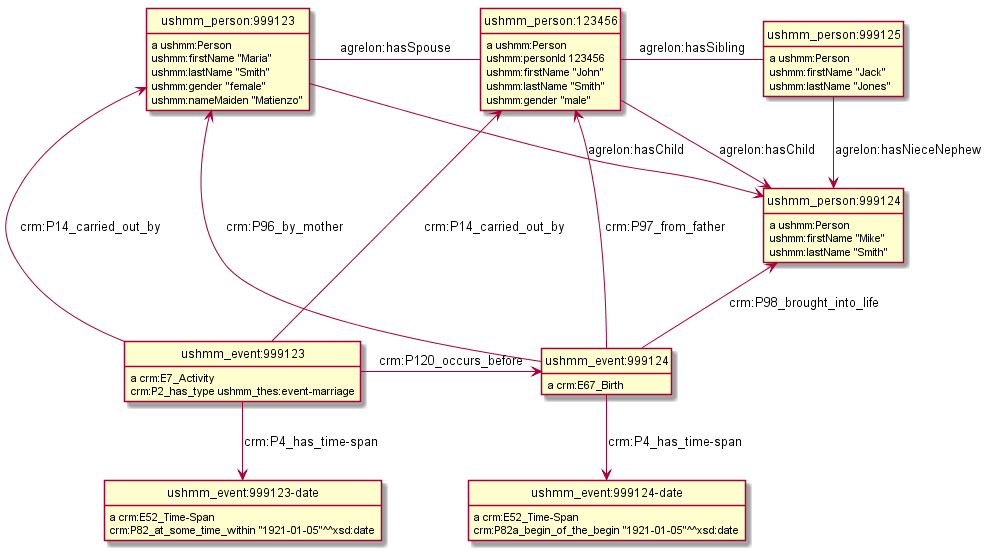 ushmm_person:999123
a ushmm:Person
ushmm:firstName "Maria"
ushmm:lastName "Smith"
ushmm:gender "female"
ushmm:nameMaiden "Matienzo"
agrelon:hasSpouse
ushmm_person:123456
a ushmm:Person
ushmm:personId 123456
ushmm:firstName "John"
ushmm:lastName "Smith"
ushmm:gender "male"
agrelon:hasSibling
ushmm_person:999125
a ushmm:Person
ushmm:firstName "Jack"
ushmm:lastName "Jones"
agrelon:hasChild
agrelon:hasChild
agrelon:hasNieceNephew
ushmm_person:999124
a ushmm:Person
ushmm:firstName "Mike"
ushmm:lastName "Smith"
crm:P14_carried_out_by
crm:P96_by_mother
crm:P14_carried_out_by
crm:P97_from_father
crm:P98_brought_into_life
ushmm_event:999123
a crm:E7_Activity
crm:P2_has_type ushmm_thes:event-marriage
crm:P120_occurs_before
ushmm_event:999124
a crm:E67_Birth
crm:P4_has_time-span
crm:P4_has_time-span
ushmm_event:999123-date
a crm:E52_Time-Span
crm:P82_at_some_time_within "1921-01-05"^^xsd:date
ushmm_event:999124-date
a crm:E52_Time-Span
crm:P82a_begin_of_the_begin "1921-01-05"^^xsd:date